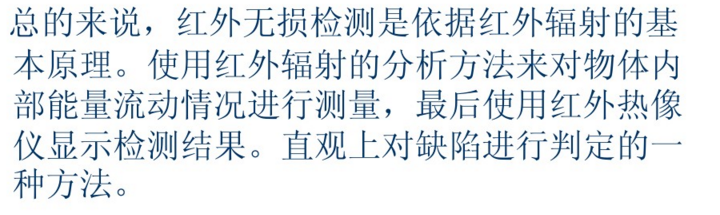 总的来说，红外无损检测是依据红外辐射的基
本原理。使用红外辐射的分析方法来对物体内
部能量流动情况进行测量，最后使用红外热像
仪显示检测结果。直观上对缺陷进行判定的一
种方法。